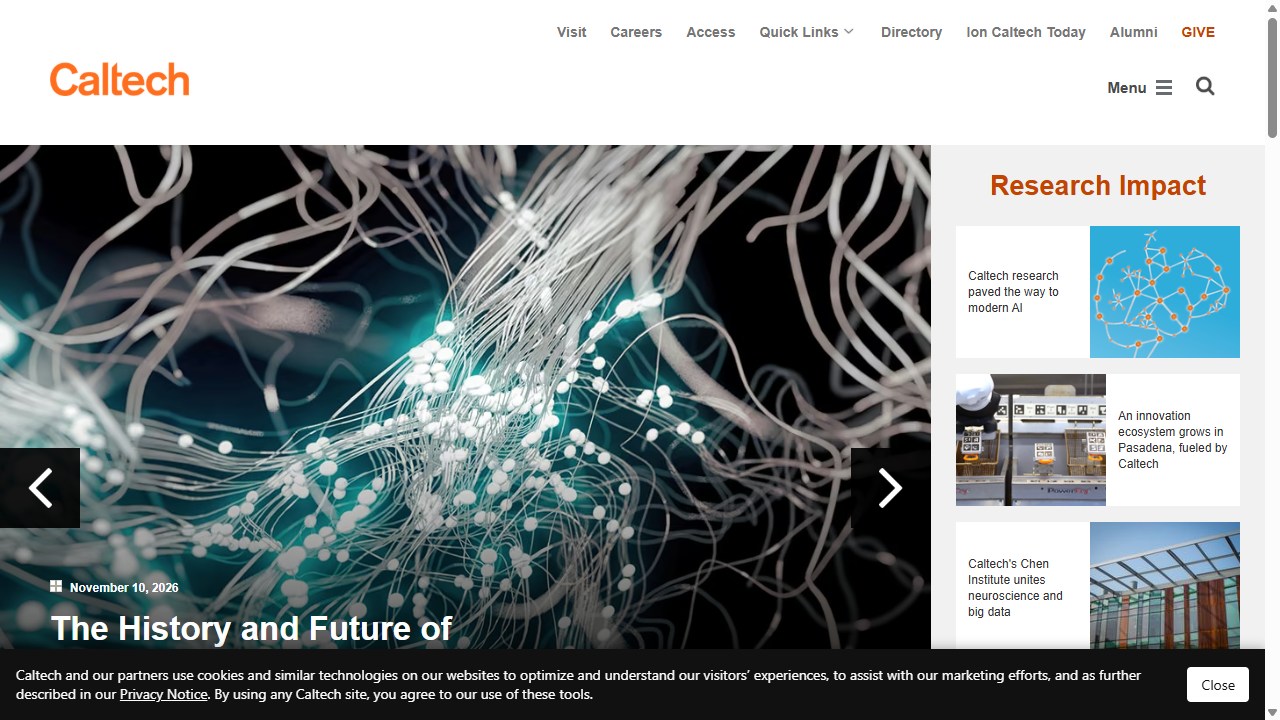 Visit Careers Access Quick Links Directory Ion Caltech Today Alumni GIVE
Caltech
Menu
Research Impact
Caltech research
paved the way to
modern AI
An innovation
ecosystem grows in
Pasadena, fueled by
Caltech
Caltech's Chen
Institute unites
neuroscience and
big data
November 10, 2026
The History and Future of
Caltech and our partners use cookies and similar technologies on our websites to optimize and understand our visitors’ experiences, to assist with our marketing efforts, and as further
described in our Privacy Notice. By using any Caltech site, you agree to our use of these tools.
Close